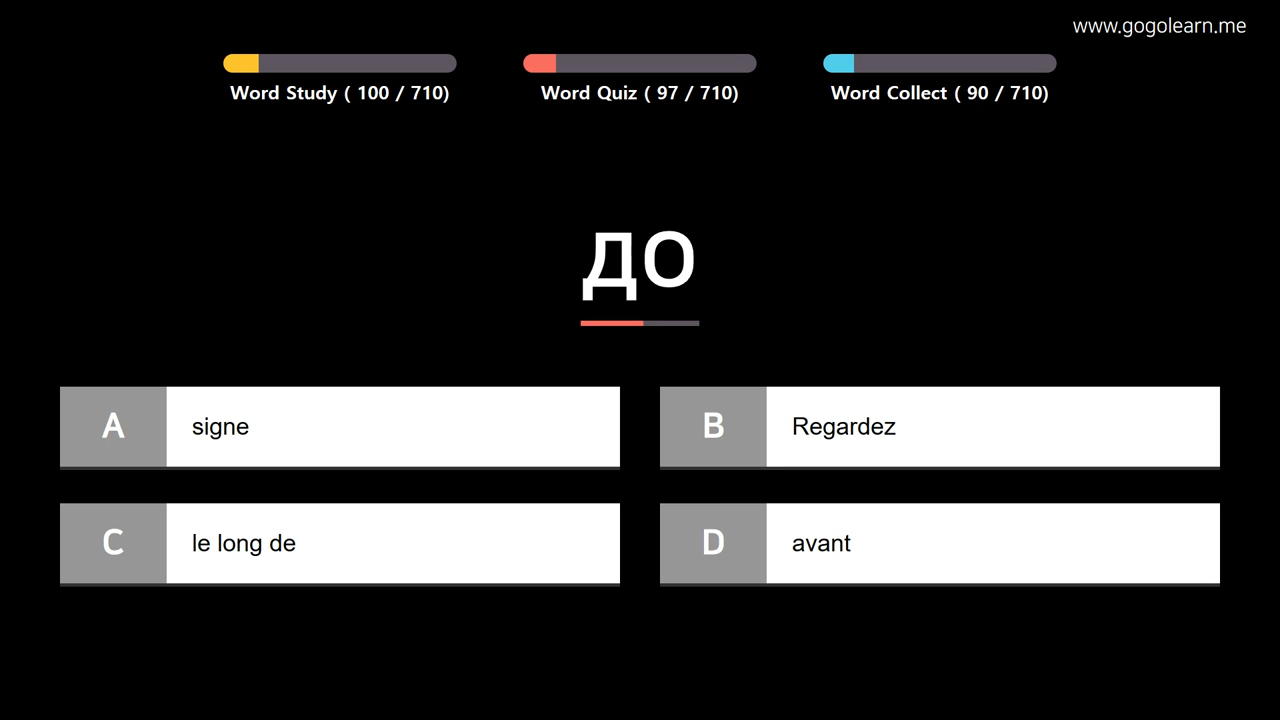 www.gogolearn.me
Word Study ( 100 / 710)
Word Quiz ( 97 / 710)
Word Collect ( 90 / 710)
до
A
signe
B
Regardez
C
le long de
D
avant